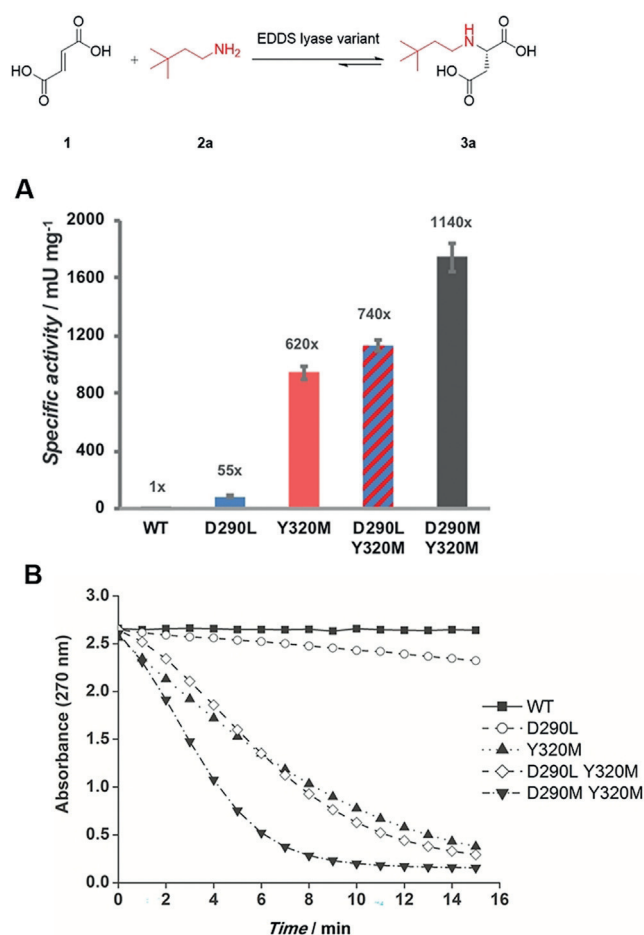 HO
O
O
OH
1
+
NH2
2a
EDDS lyase variant
H
N
O
OH
O
HO
3a
A
Specific activity / mU mg-1
2000
1600
1200
800
400
0
1x
55x
620x
740x
1140x
WT
D290L
Y320M
D290L
Y320M
D290M
Y320M
B
Absorbance (270 nm)
3.0
2.5
2.0
1.5
1.0
0.5
0.0
0 2 4 6 8 10 12 14 16
Time / min
WT
D290L
Y320M
D290L Y320M
D290M Y320M